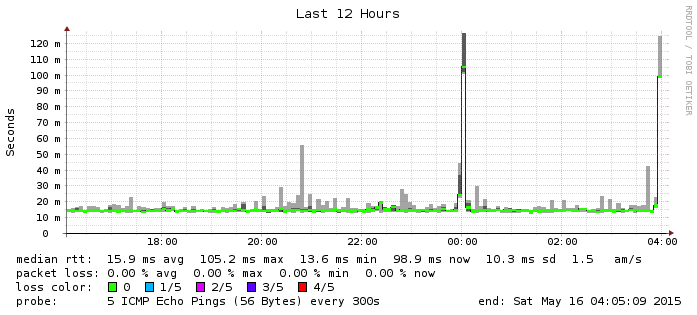 Last 12 Hours
RRDTOOL / TOBI OETIKER
Seconds
120 m
110 m
100 m
90 m
80 m
70 m
60 m
50 m
40 m
30 m
20 m
10 m
0
18:00 20:00 22:00 00:00 02:00 04:00
median rtt: 15.9 ms avg 105.2 ms max 13.6 ms min 98.9 ms now 10.3 ms sd 1.5 am/s
packet loss: 0.00 % avg 0.00 % max 0.00 % min 0.00 % now
loss color: 0 1/5 2/5 3/5 4/5
probe: 5 ICMP Echo Pings (56 Bytes) every 300s end: Sat May 16 04:05:09 2015